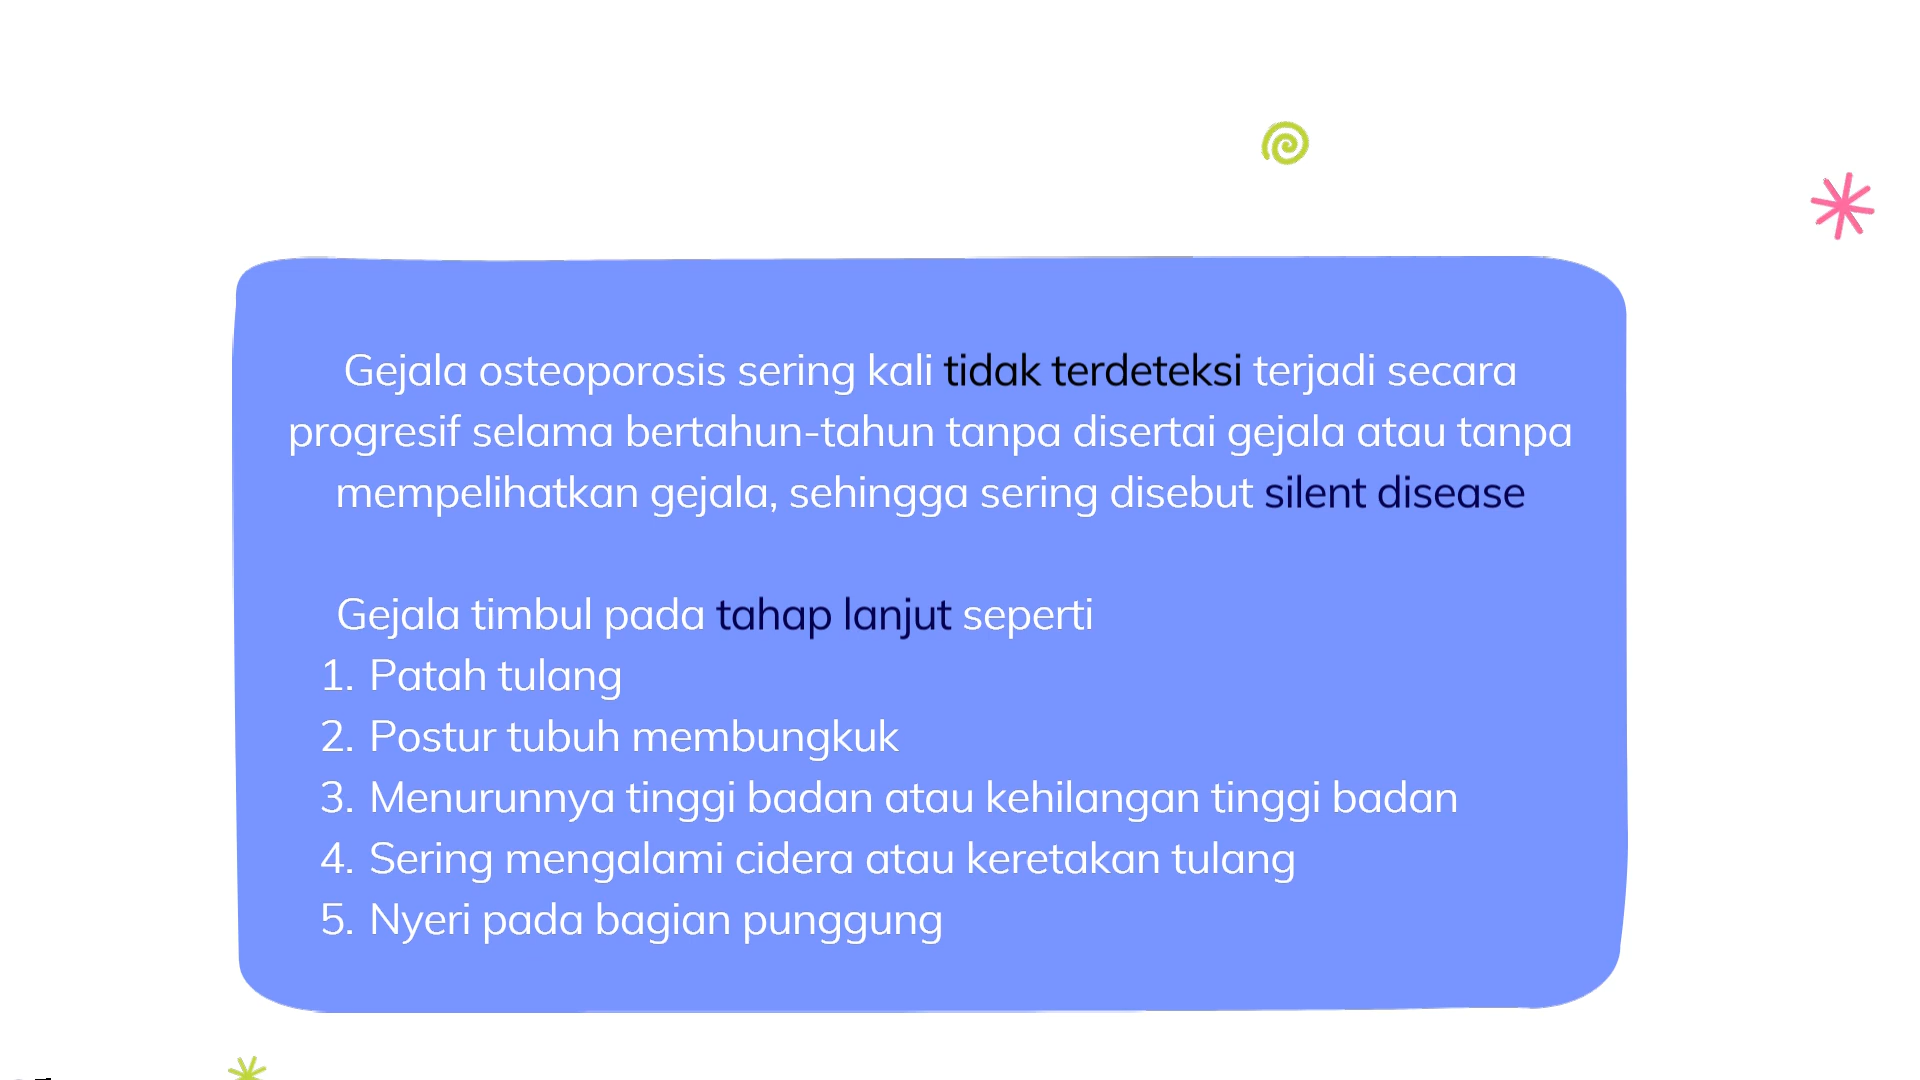 Gejala osteoporosis sering kali tidak terdeteksi terjadi secara
progresif selama bertahun-tahun tanpa disertai gejala atau tanpa
mempelihatkan gejala, sehingga sering disebut silent disease
Gejala timbul pada tahap lanjut seperti
1. Patah tulang
2. Postur tubuh membungkuk
3. Menurunnya tinggi badan atau kehilangan tinggi badan
4. Sering mengalami cidera atau keretakan tulang
5. Nyeri pada bagian punggung